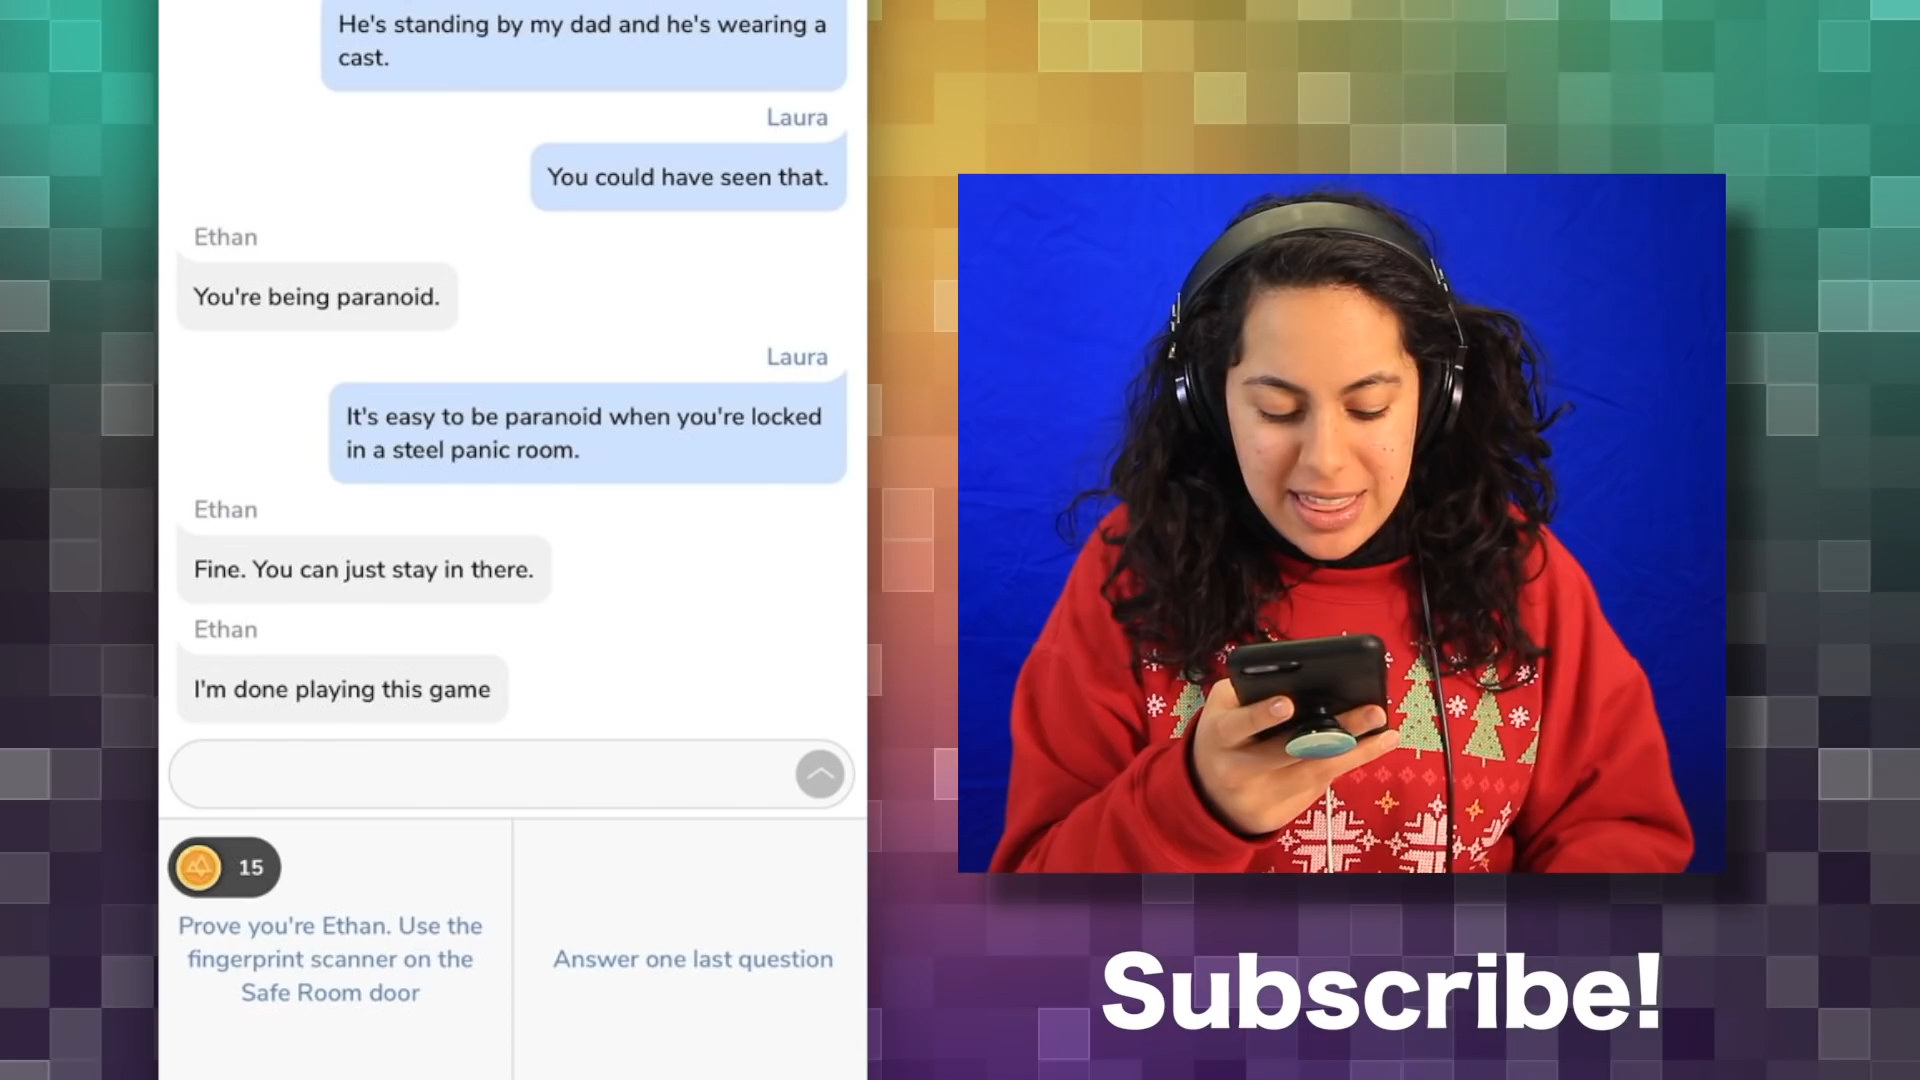 He's standing by my dad and he's wearing a
cast.
Laura
You could have seen that.
Ethan
You're being paranoid.
Laura
It's easy to be paranoid when you're locked
in a steel panic room.
Ethan
Fine. You can just stay in there.
Ethan
I'm done playing this game
15
Prove you're Ethan. Use the
fingerprint scanner on the
Safe Room door
Answer one last question
Subscribe!